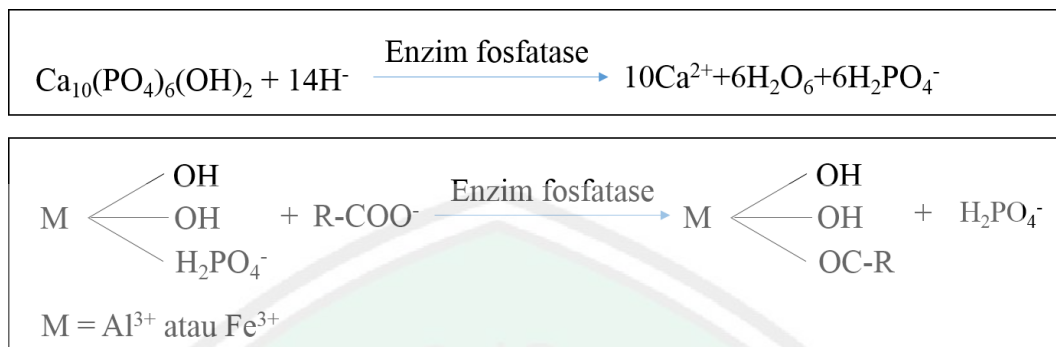 Enzim fosfatase
Ca₁₀(PO₄)₆(OH)₂ + 14H⁻ 10Ca²⁺+6H₂O₆+6H₂PO₄⁻
OH OH
Enzim fosfatase
M OH + R-COO⁻ M OH + H₂PO₄⁻
H₂PO₄⁻ OC-R
M = Al³⁺ atau Fe³⁺